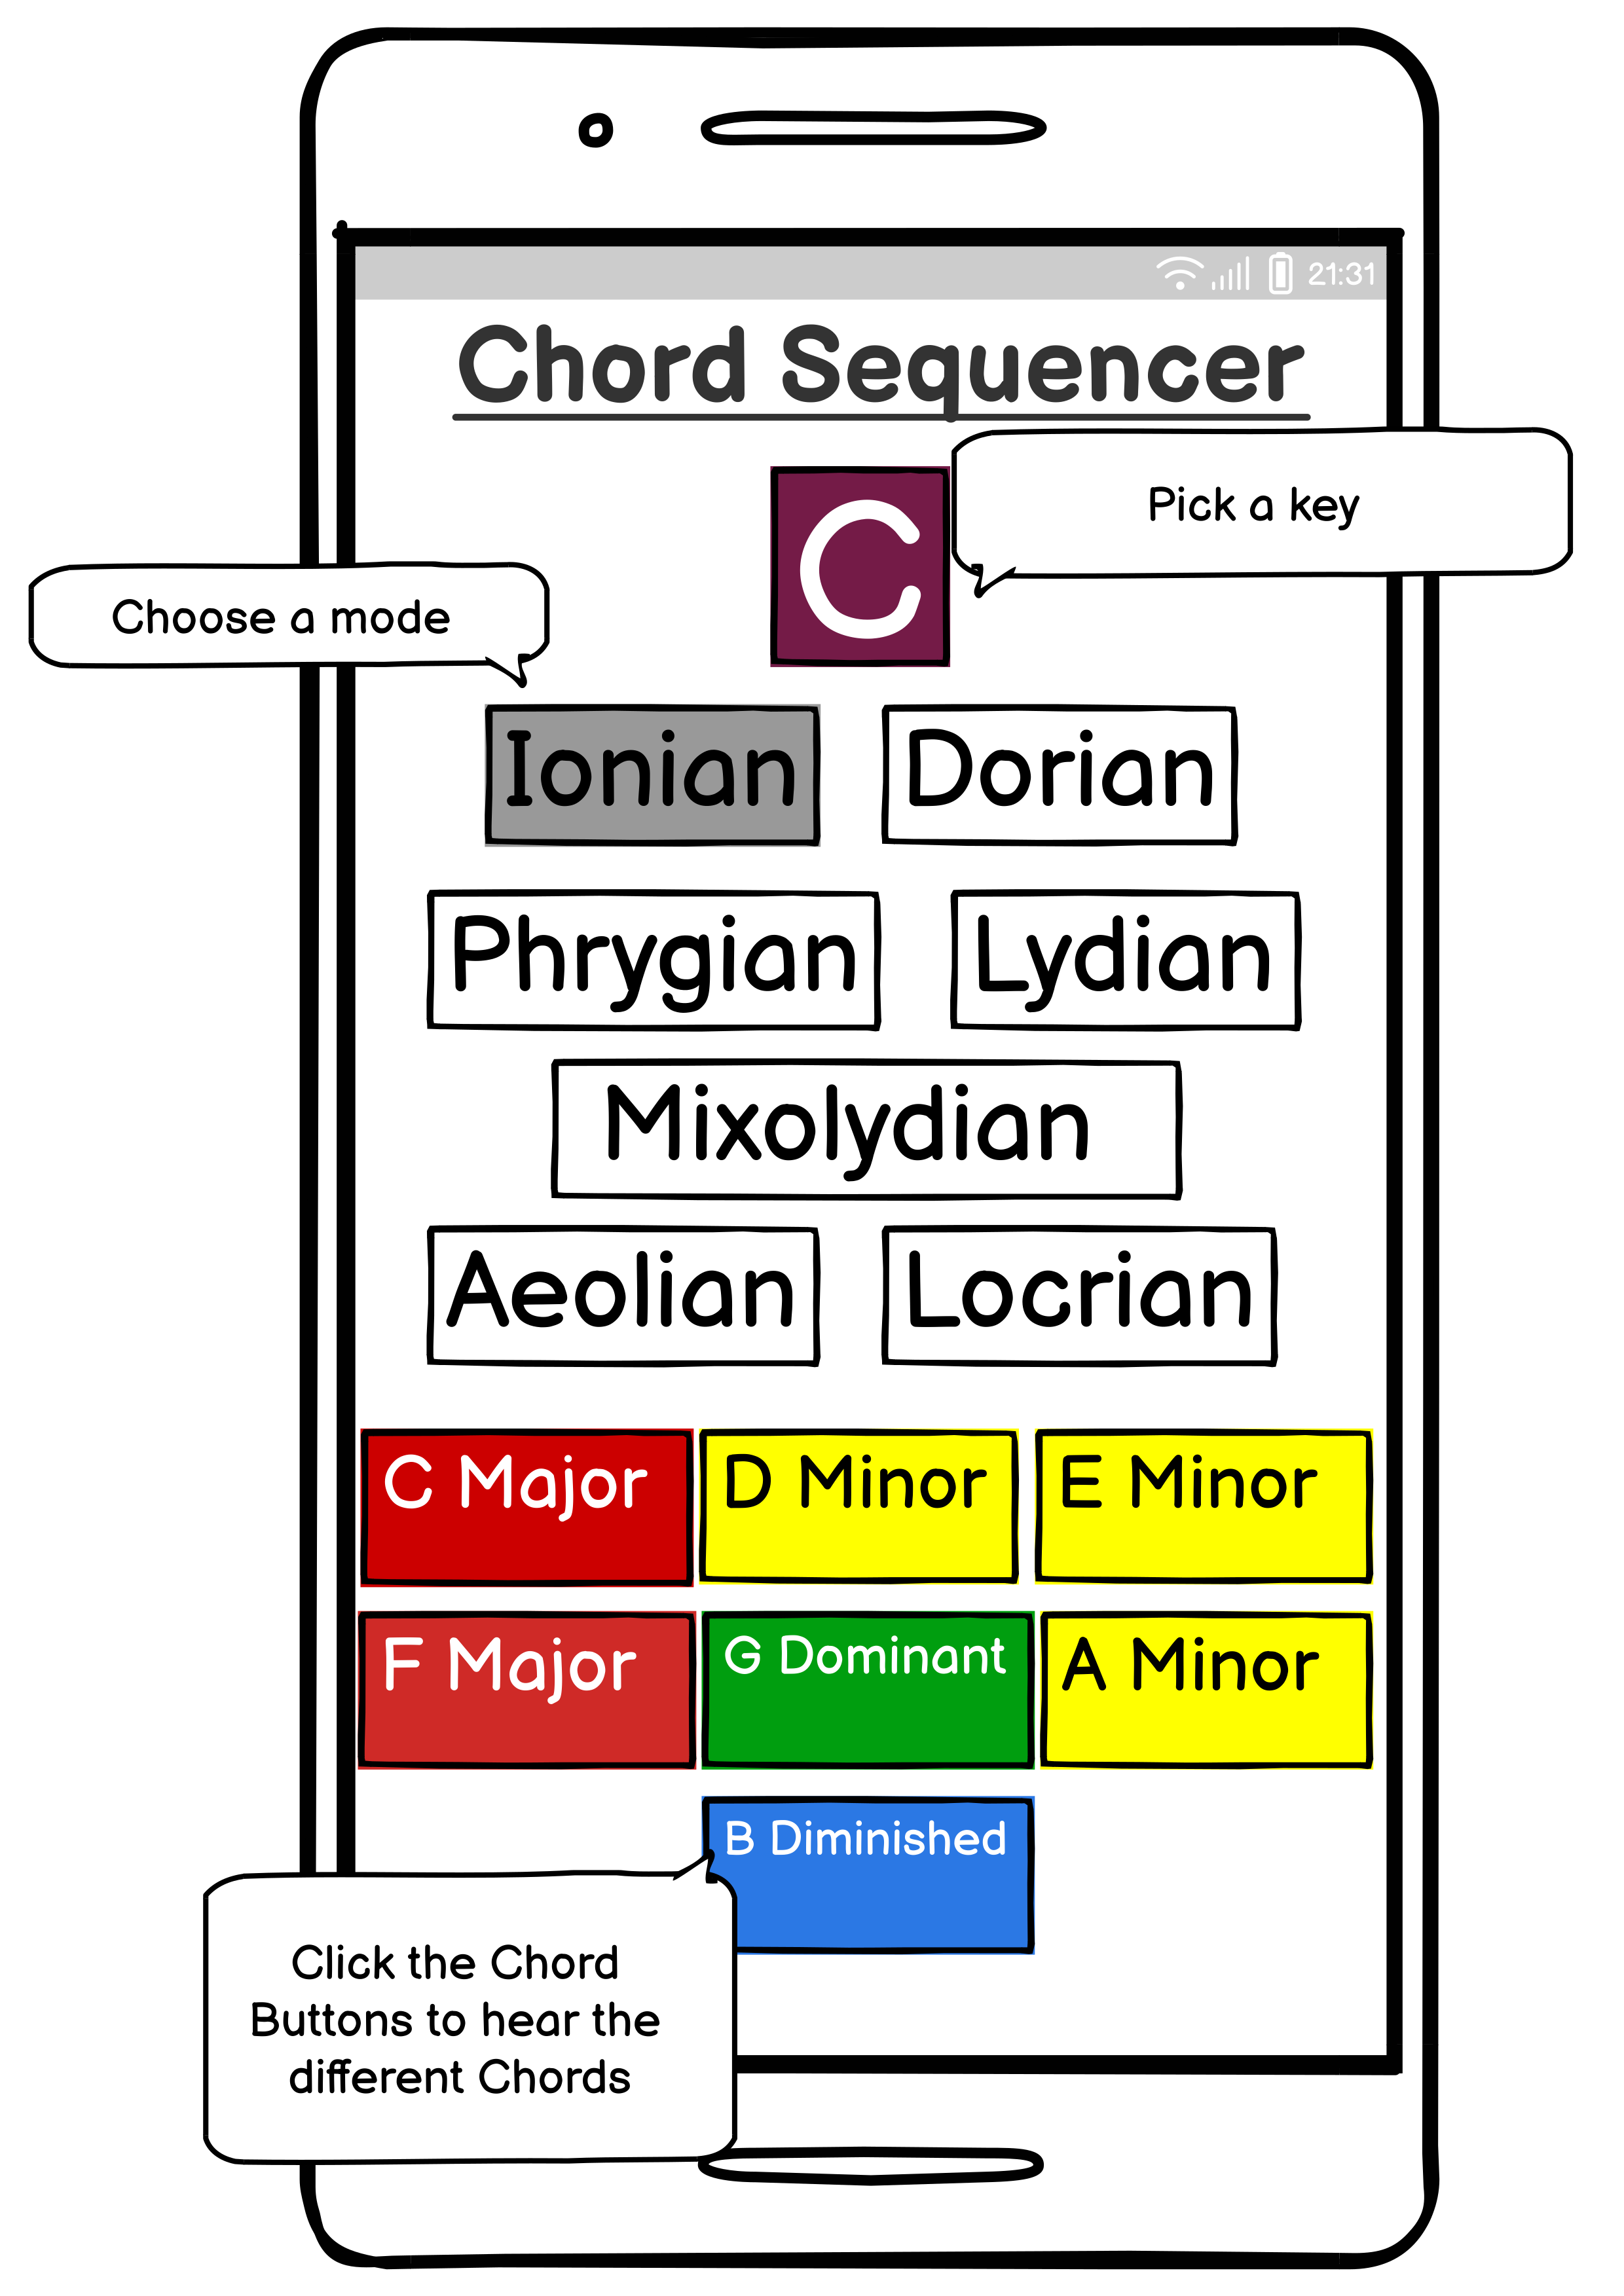 21:31
Chord Sequencer
C
Pick a key
Choose a mode
Ionian
Dorian
Phrygian
Lydian
Mixolydian
Aeolian
Locrian
C Major
D Minor
E Minor
F Major
G Dominant
A Minor
B Diminished
Click the Chord
Buttons to hear the
different Chords